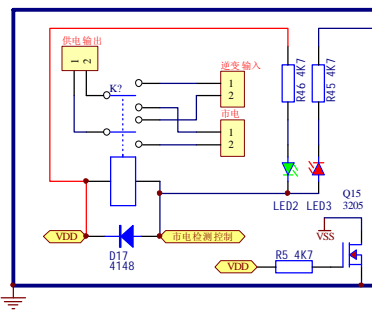 供电输出
1 2
K?
逆变输入
1
2
市电
1
2
R46 4K7
R45 4K7
LED2
LED3
Q15
3205
VSS
VDD
D17
4148
市电检测控制
VDD
R5 4K7